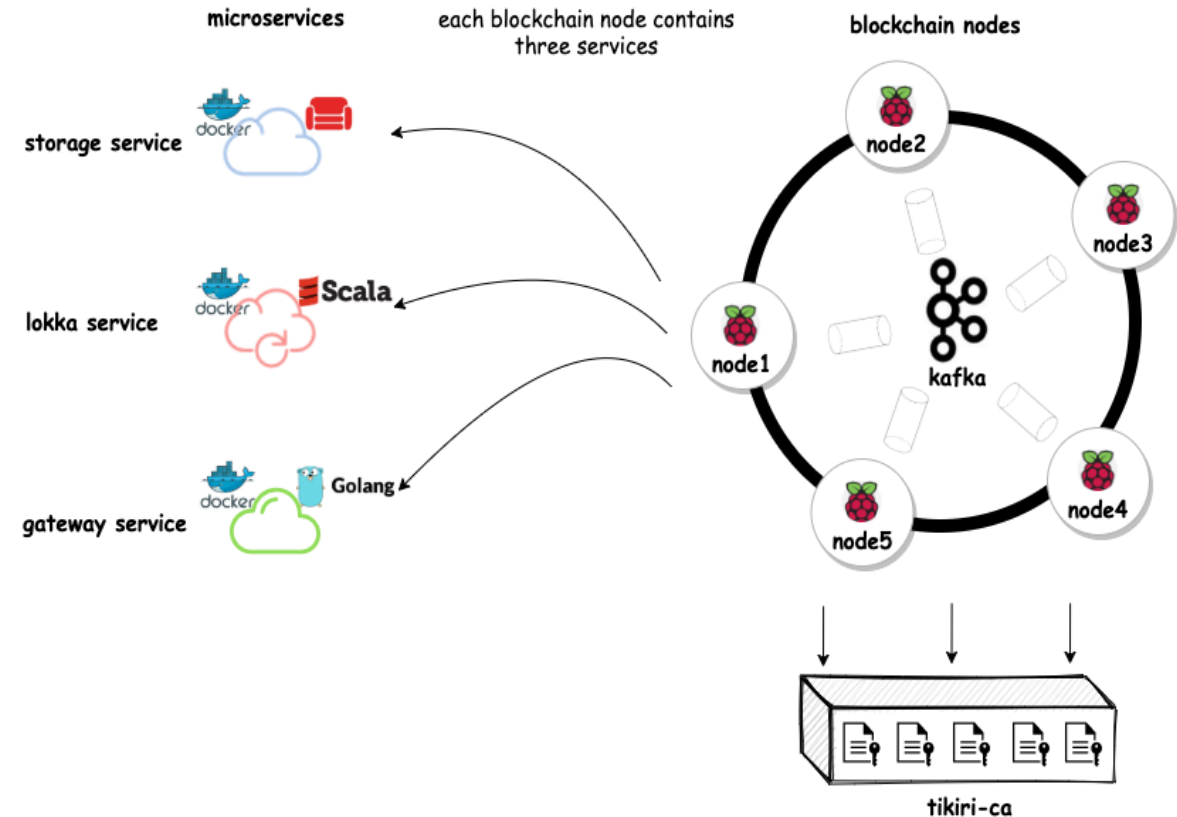 microservices
each blockchain node contains
three services
blockchain nodes
docker
storage service
node2
node3
docker
Scala
lokka service
node1
kafka
docker
Golang
gateway service
node4
node5
tikiri-ca